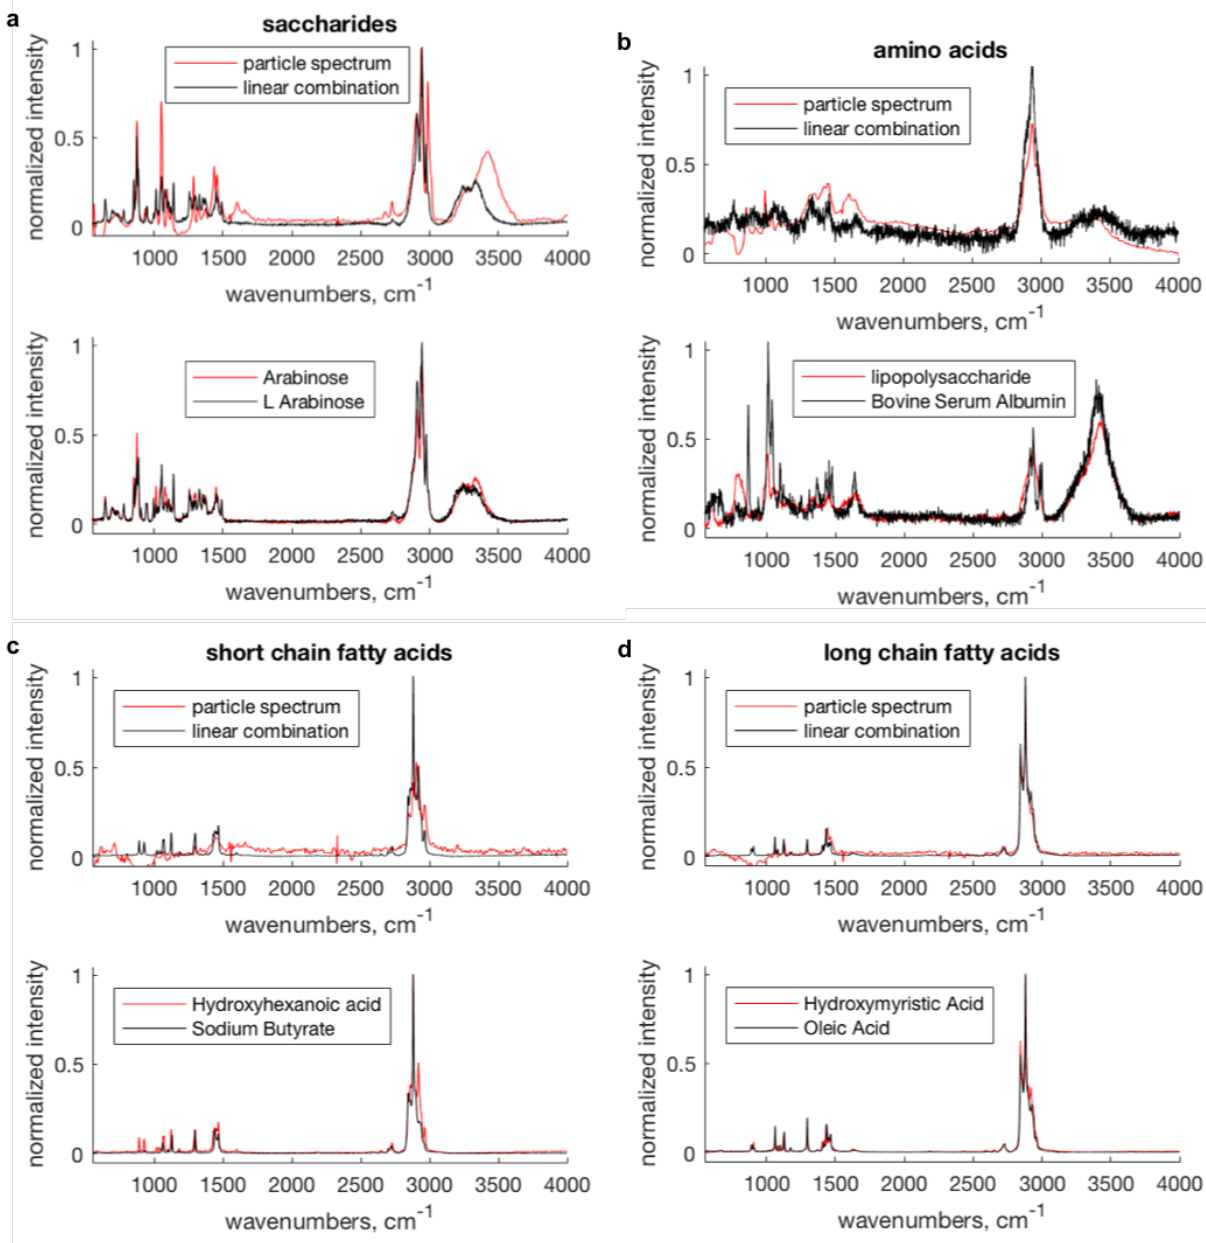 a
saccharides
normalized intensity
1
0.5
0
particle spectrum
linear combination
1000 1500 2000 2500 3000 3500 4000
wavenumbers, cm-1
normalized intensity
1
0.5
0
Arabinose
L Arabinose
1000 1500 2000 2500 3000 3500 4000
wavenumbers, cm-1
b
amino acids
normalized intensity
1
0.5
0
particle spectrum
linear combination
1000 1500 2000 2500 3000 3500 4000
wavenumbers, cm-1
normalized intensity
1
0.5
0
lipopolysaccharide
Bovine Serum Albumin
1000 1500 2000 2500 3000 3500 4000
wavenumbers, cm-1
c
short chain fatty acids
normalized intensity
1
0.5
0
particle spectrum
linear combination
1000 1500 2000 2500 3000 3500 4000
wavenumbers, cm-1
normalized intensity
1
0.5
0
Hydroxyhexanoic acid
Sodium Butyrate
1000 1500 2000 2500 3000 3500 4000
wavenumbers, cm-1
d
long chain fatty acids
normalized intensity
1
0.5
0
particle spectrum
linear combination
1000 1500 2000 2500 3000 3500 4000
wavenumbers, cm-1
normalized intensity
1
0.5
0
Hydroxymyristic Acid
Oleic Acid
1000 1500 2000 2500 3000 3500 4000
wavenumbers, cm-1